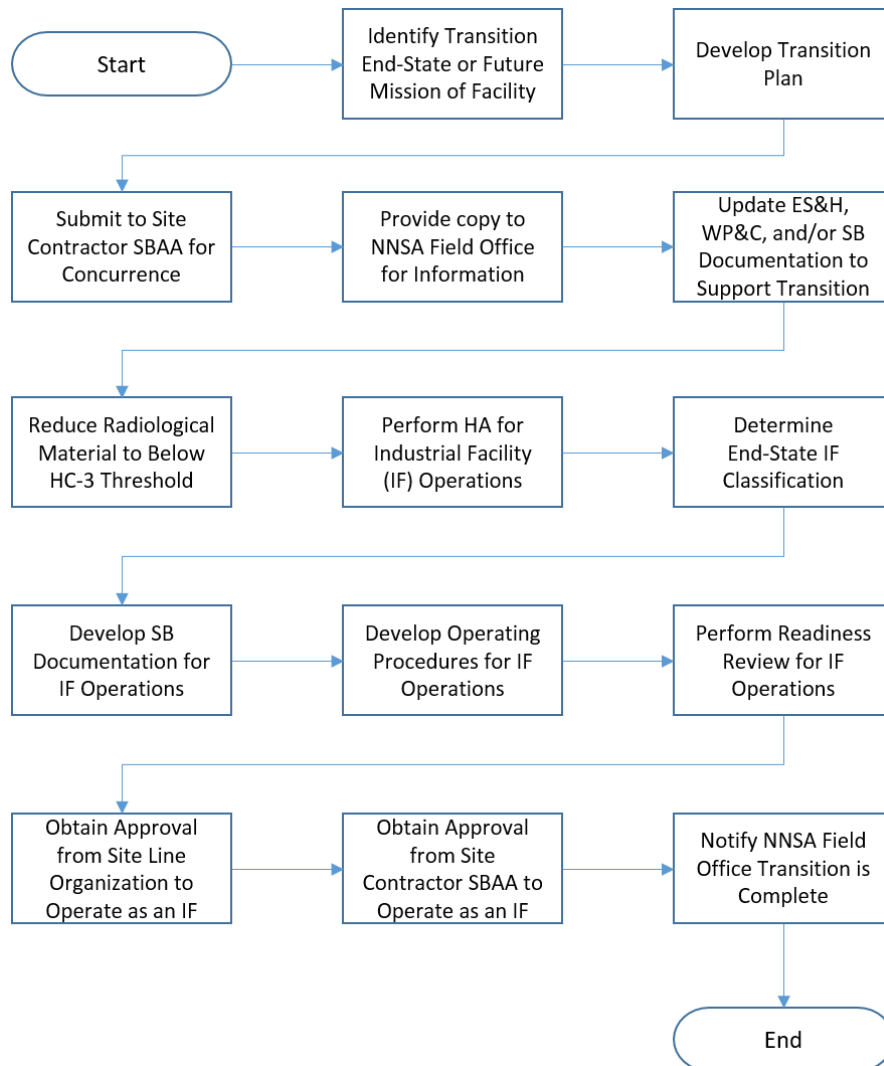 Start
Identify Transition
End-State or Future
Mission of Facility
Develop Transition
Plan
Submit to Site
Contractor SBAA for
Concurrence
Provide copy to
NNSA Field Office
for Information
Update ES&H,
WP&C, and/or SB
Documentation to
Support Transition
Reduce Radiological
Material to Below
HC-3 Threshold
Perform HA for
Industrial Facility
(IF) Operations
Determine
End-State IF
Classification
Develop SB
Documentation for
IF Operations
Develop Operating
Procedures for IF
Operations
Perform Readiness
Review for IF
Operations
Obtain Approval
from Site Line
Organization to
Operate as an IF
Obtain Approval
from Site
Contractor SBAA to
Operate as an IF
Notify NNSA Field
Office Transition is
Complete
End